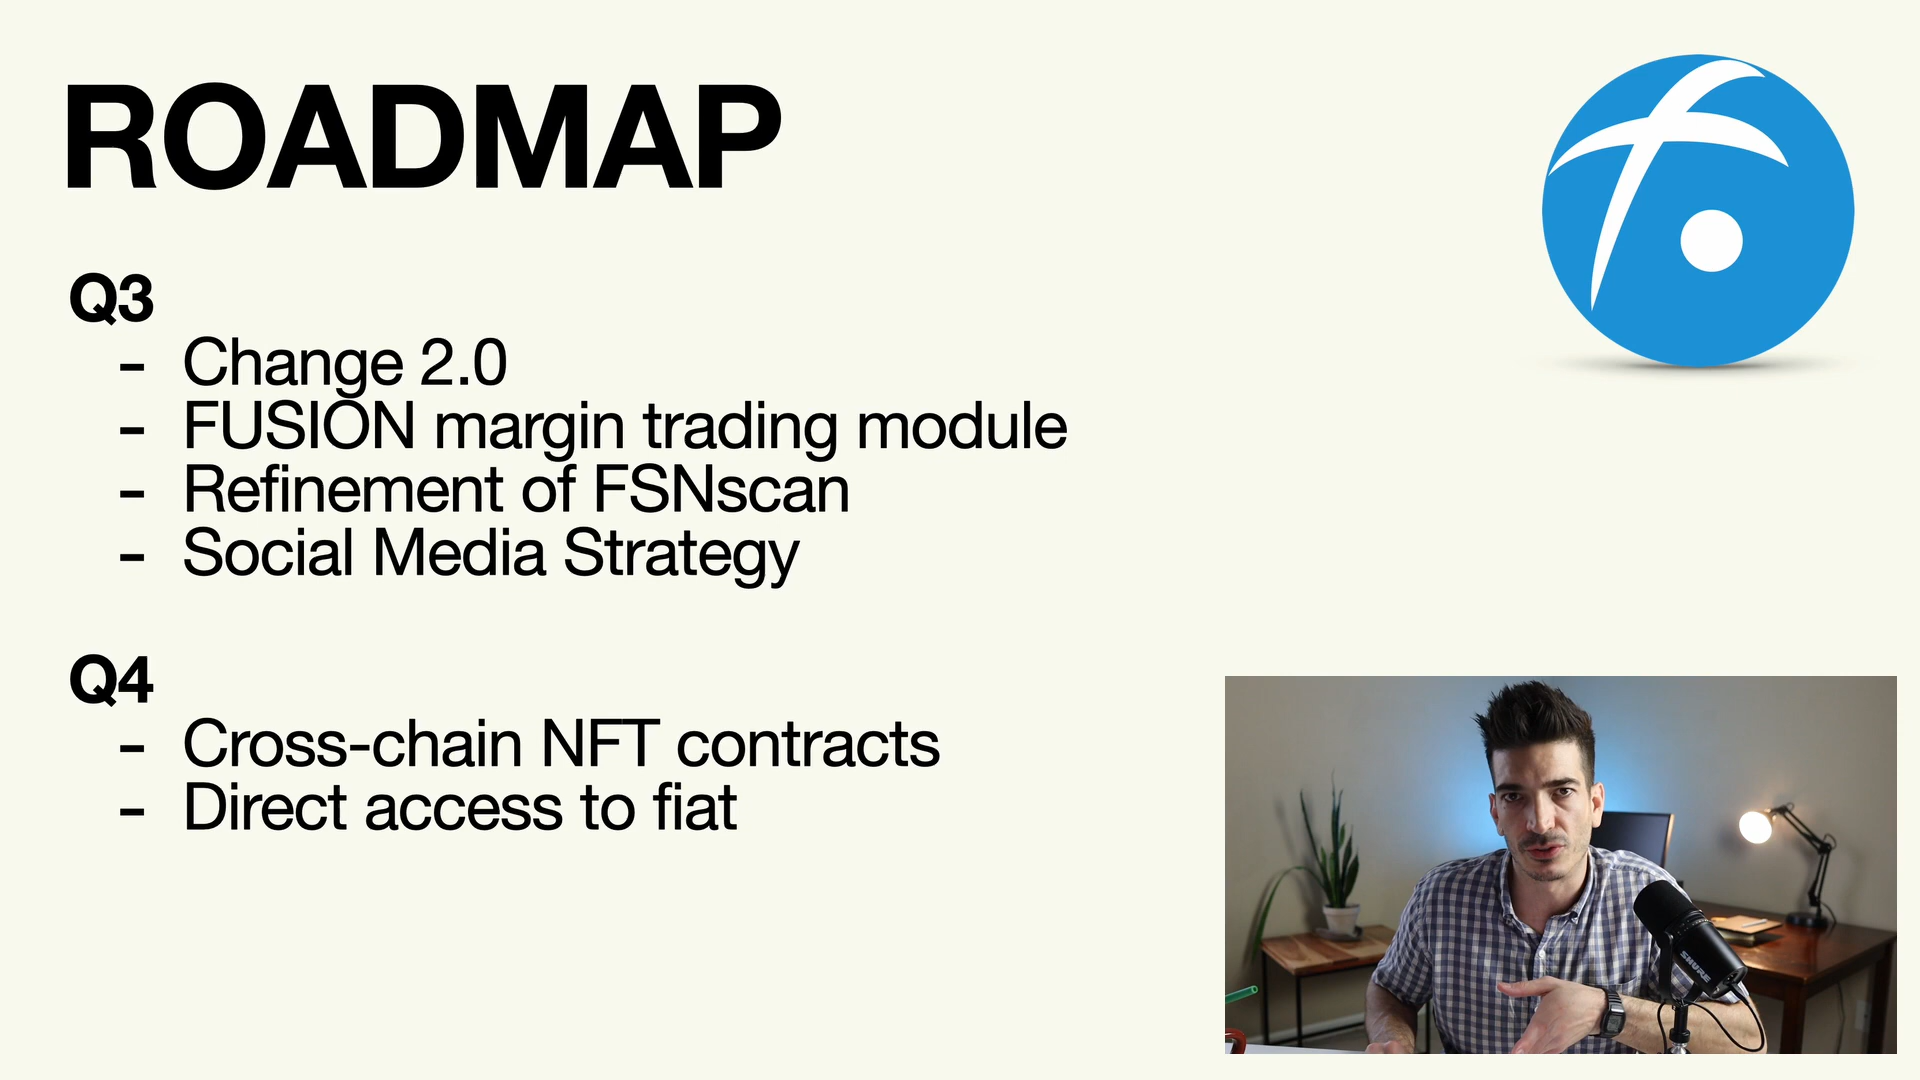 ROADMAP
Q3
- Change 2.0
- FUSION margin trading module
- Refinement of FSNscan
- Social Media Strategy
Q4
- Cross-chain NFT contracts
- Direct access to fiat
SHURE